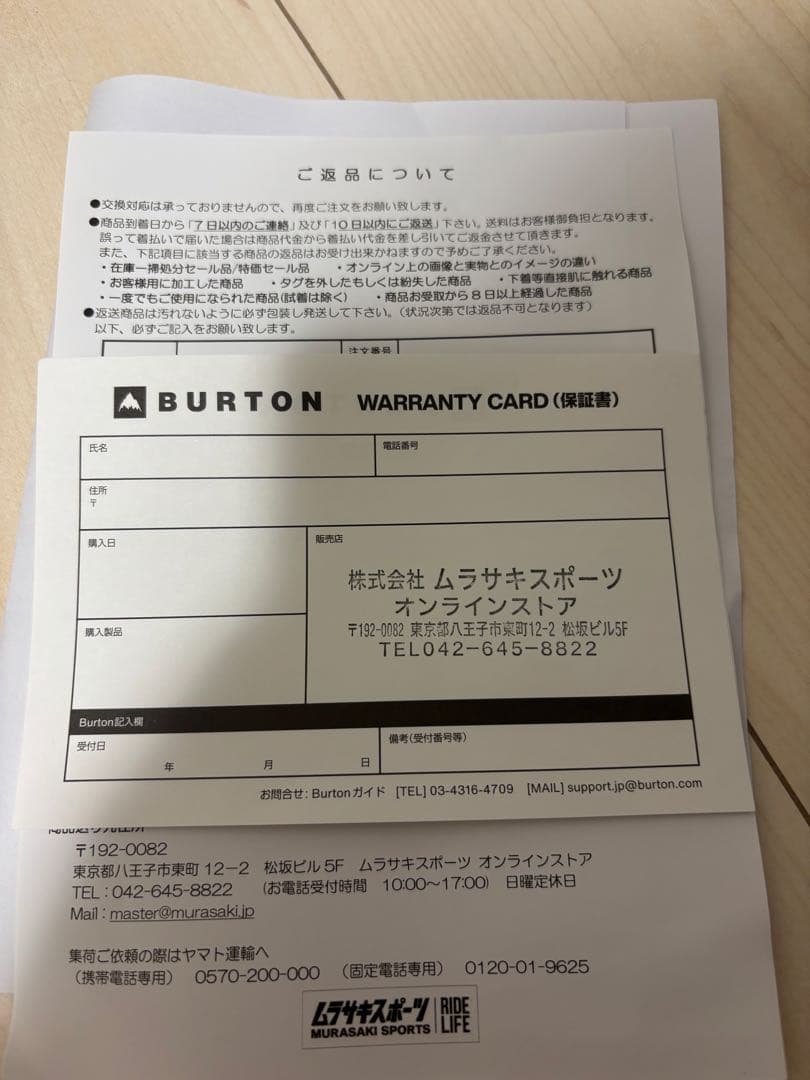 ご返品について
●交換対応は承っておりませんので、再度ご注文をお願い致します。
●商品到着日から「7日以内のご連絡」及び「10日以内にご返送」下さい。送料はお客様御負担となります。
誤って着払いで届いた場合は商品代金から着払い代金を差し引いてご返金させて頂きます。
また、下記項目に該当する商品の返品はお受け出来かねますので予めご了承ください。
・在庫一掃処分セール品/特価セール品 ・オンライン上の画像と実物とのイメージの違い
・お客様用に加工した商品 ・タグを外したもしくは紛失した商品 ・下着等直接肌に触れる商品
・一度でもご使用になられた商品(試着は除く) ・商品お受取から8日以上経過した商品
●返送商品は汚れないように必ず包装し発送して下さい。(状況次第では返品不可となります)
以下、必ずご記入をお願い致します。
注文番号
BURTON WARRANTY CARD(保証書)
氏名 電話番号
住所
〒
購入日 販売店
株式会社 ムラサキスポーツ
オンラインストア
〒192-0082 東京都八王子市東町12-2 松坂ビル5F
TEL042-645-8822
購入製品
Burton記入欄
受付日 年 月 日 備考(受付番号等)
お問合せ: Burtonガイド [TEL] 03-4316-4709 [MAIL] support.jp@burton.com
〒192-0082
東京都八王子市東町12-2 松坂ビル5F ムラサキスポーツ オンラインストア
TEL:042-645-8822 (お電話受付時間 10:00~17:00) 日曜定休日
Mail:master@murasaki.jp
集荷ご依頼の際はヤマト運輸へ
(携帯電話専用) 0570-200-000 (固定電話専用) 0120-01-9625
ムラサキスポーツ
MURASAKI SPORTS
RIDE
LIFE